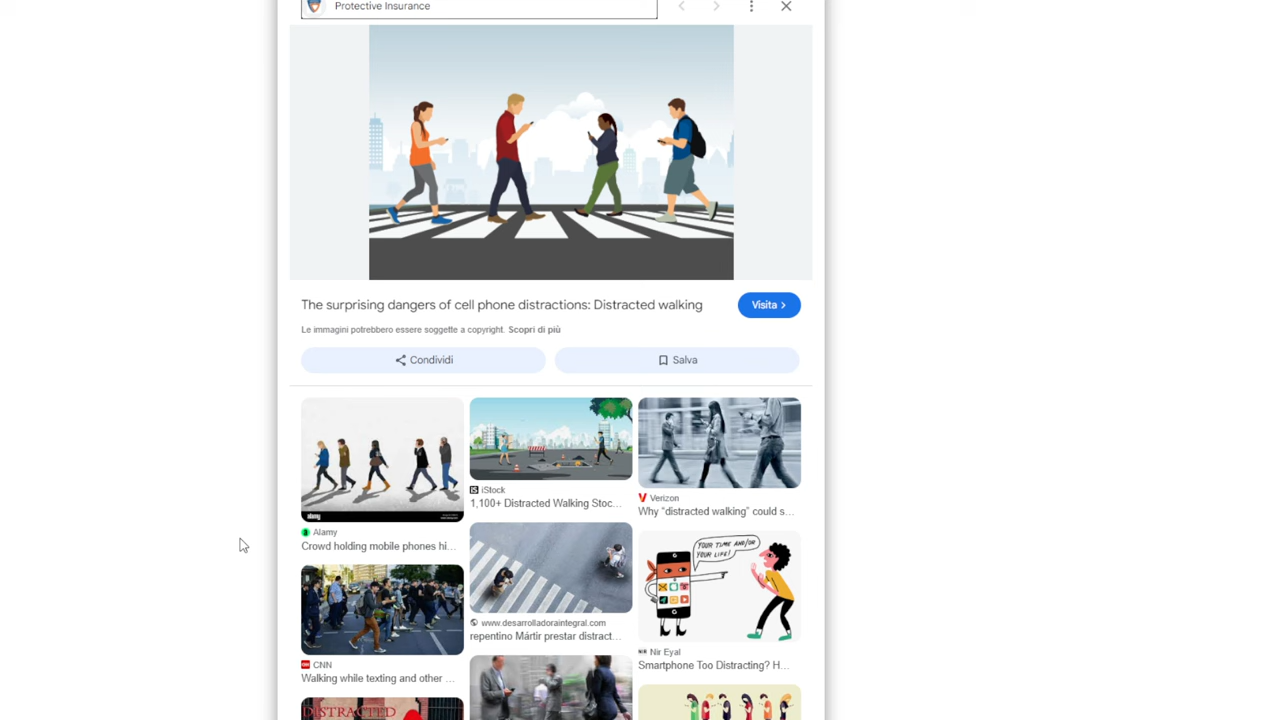 Protective Insurance
The surprising dangers of cell phone distractions: Distracted walking
Visita
Le immagini potrebbero essere soggette a copyright. Scopri di più
Condividi
Salva
alamy
Alamy
Crowd holding mobile phones hi...
iStock
1,100+ Distracted Walking Stoc...
Verizon
Why "distracted walking" could s...
CNN
Walking while texting and other ...
www.desarrolladoraintegral.com
repentino Mártir prestar distract...
YOUR TIME AND/OR
YOUR LIFE!
Nir Eyal
Smartphone Too Distracting? H...
DISTRACTED